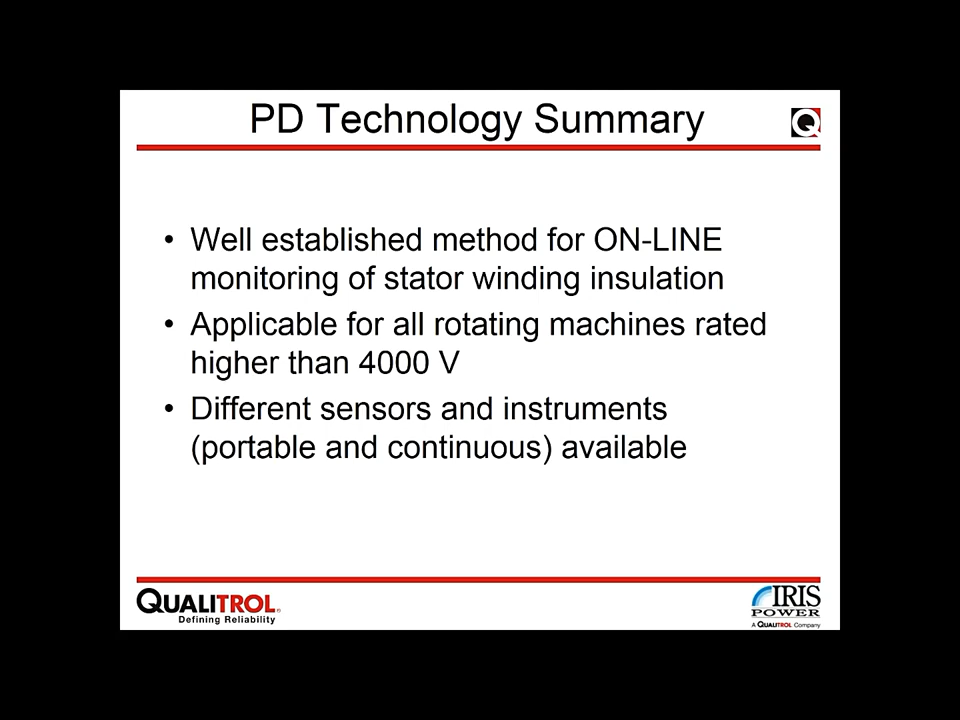 PD Technology Summary
Q
• Well established method for ON-LINE
monitoring of stator winding insulation
• Applicable for all rotating machines rated
higher than 4000 V
• Different sensors and instruments
(portable and continuous) available
QUALITROL®
Defining Reliability
IRIS
POWER
A QUALITROL Company